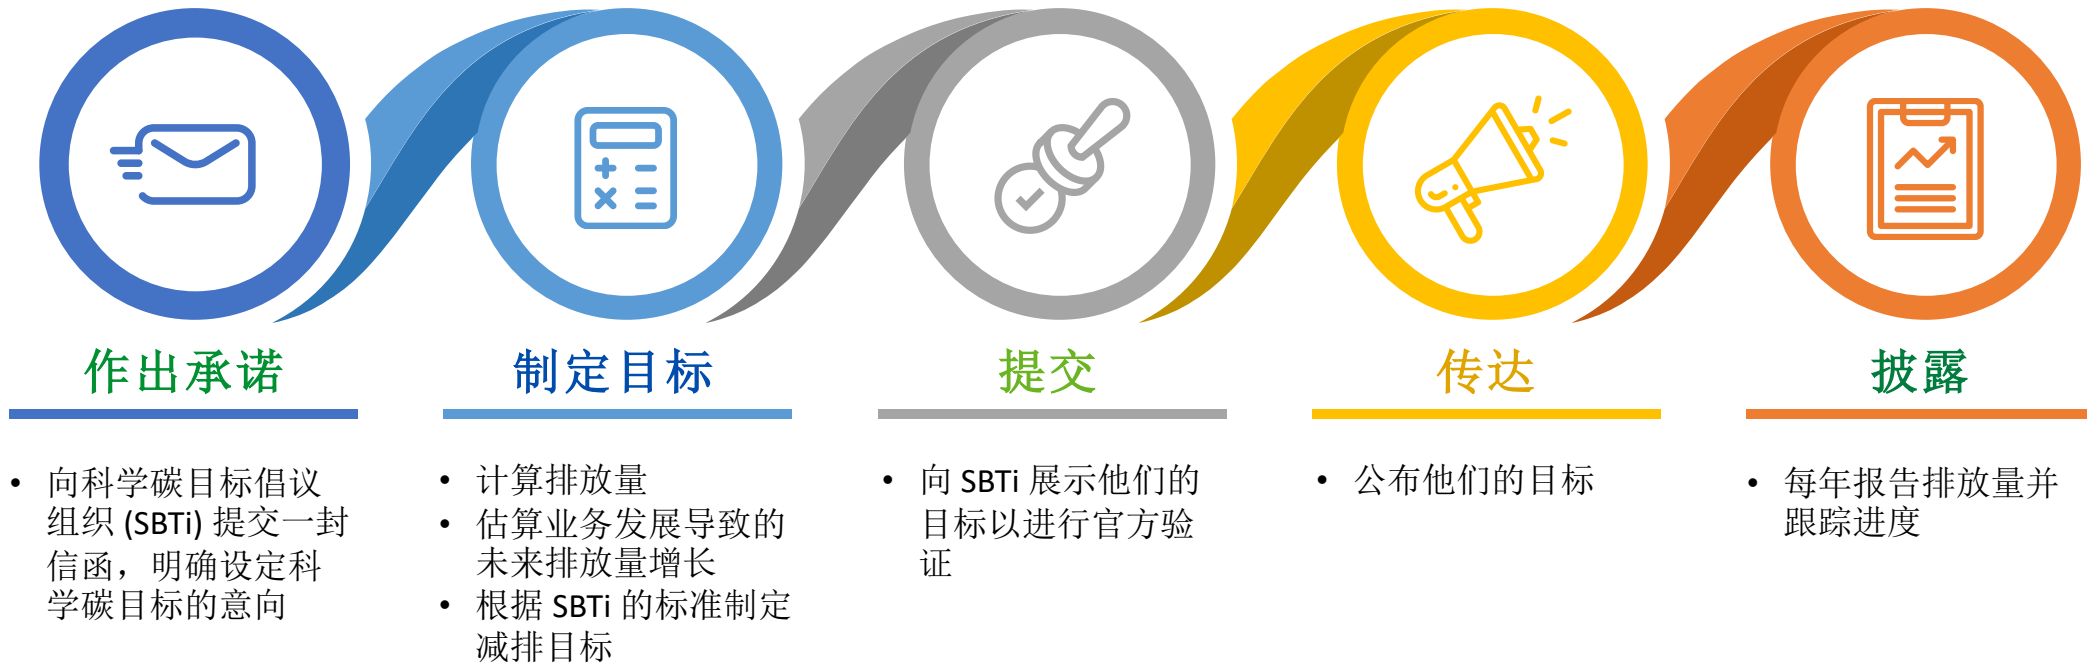 作出承诺
• 向科学碳目标倡议
组织 (SBTi) 提交一封
信函，明确设定科
学碳目标的意向
制定目标
• 计算排放量
• 估算业务发展导致的
未来排放量增长
• 根据 SBTi 的标准制定
减排目标
提交
• 向 SBTi 展示他们的
目标以进行官方验
证
传达
• 公布他们的目标
披露
• 每年报告排放量并
跟踪进度